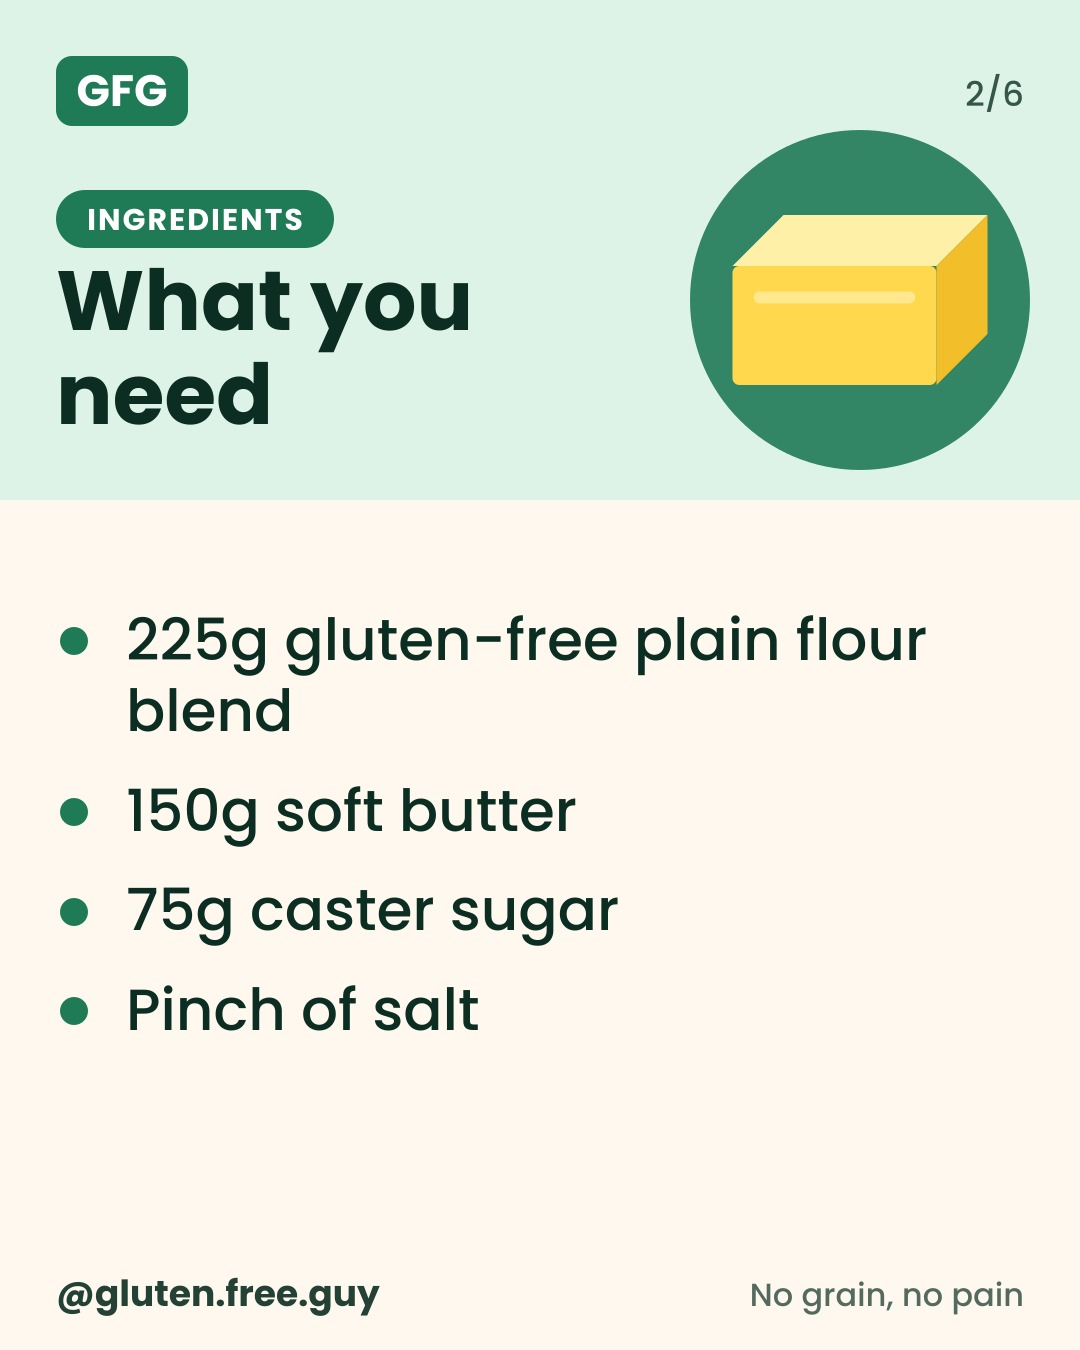 GFG
2/6
INGREDIENTS
What you
need
225g gluten-free plain flour
blend
150g soft butter
75g caster sugar
Pinch of salt
@gluten.free.guy
No grain, no pain